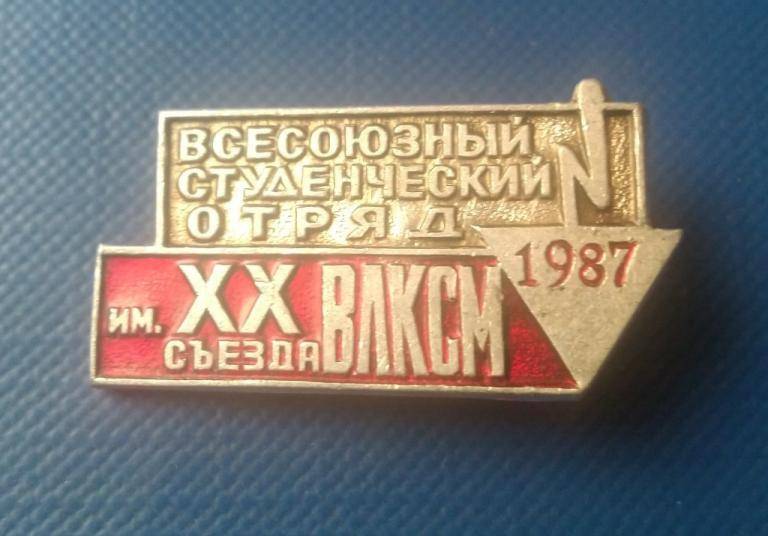 ВСЕСОЮЗНЫЙ
СТУДЕНЧЕСКИЙ
ОТРЯД
1987
ИМ. XX
СЪЕЗДА ВЛКСМ